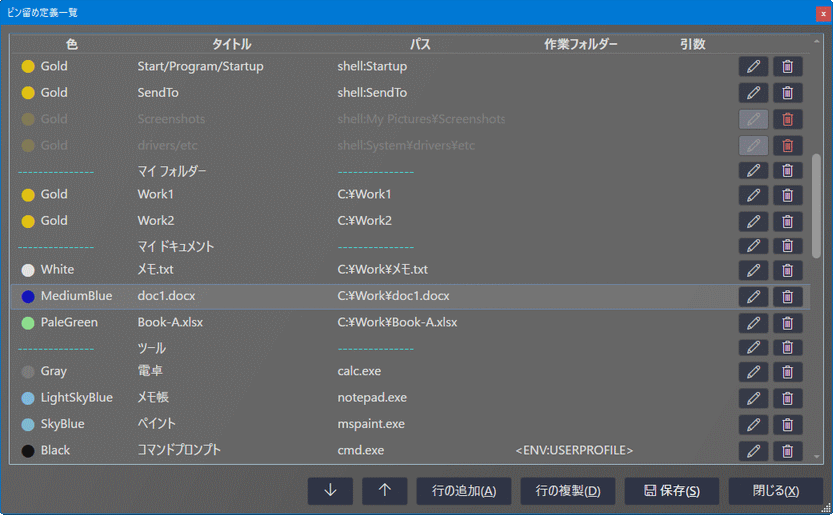 ピン留め定義一覧
色 タイトル パス 作業フォルダー 引数
Gold Start/Program/Startup shell:Startup
Gold SendTo shell:SendTo
Gold Screenshots shell:My Pictures¥Screenshots
Gold drivers/etc shell:System¥drivers¥etc
--------------- マイ フォルダー ---------------
Gold Work1 C:¥Work1
Gold Work2 C:¥Work2
--------------- マイ ドキュメント ---------------
White メモ.txt C:¥Work¥メモ.txt
MediumBlue doc1.docx C:¥Work¥doc1.docx
PaleGreen Book-A.xlsx C:¥Work¥Book-A.xlsx
--------------- ツール ---------------
Gray 電卓 calc.exe
LightSkyBlue メモ帳 notepad.exe
SkyBlue ペイント mspaint.exe
Black コマンドプロンプト cmd.exe <ENV:USERPROFILE>
↓ ↑ 行の追加(A) 行の複製(D) 保存(S) 閉じる(X)